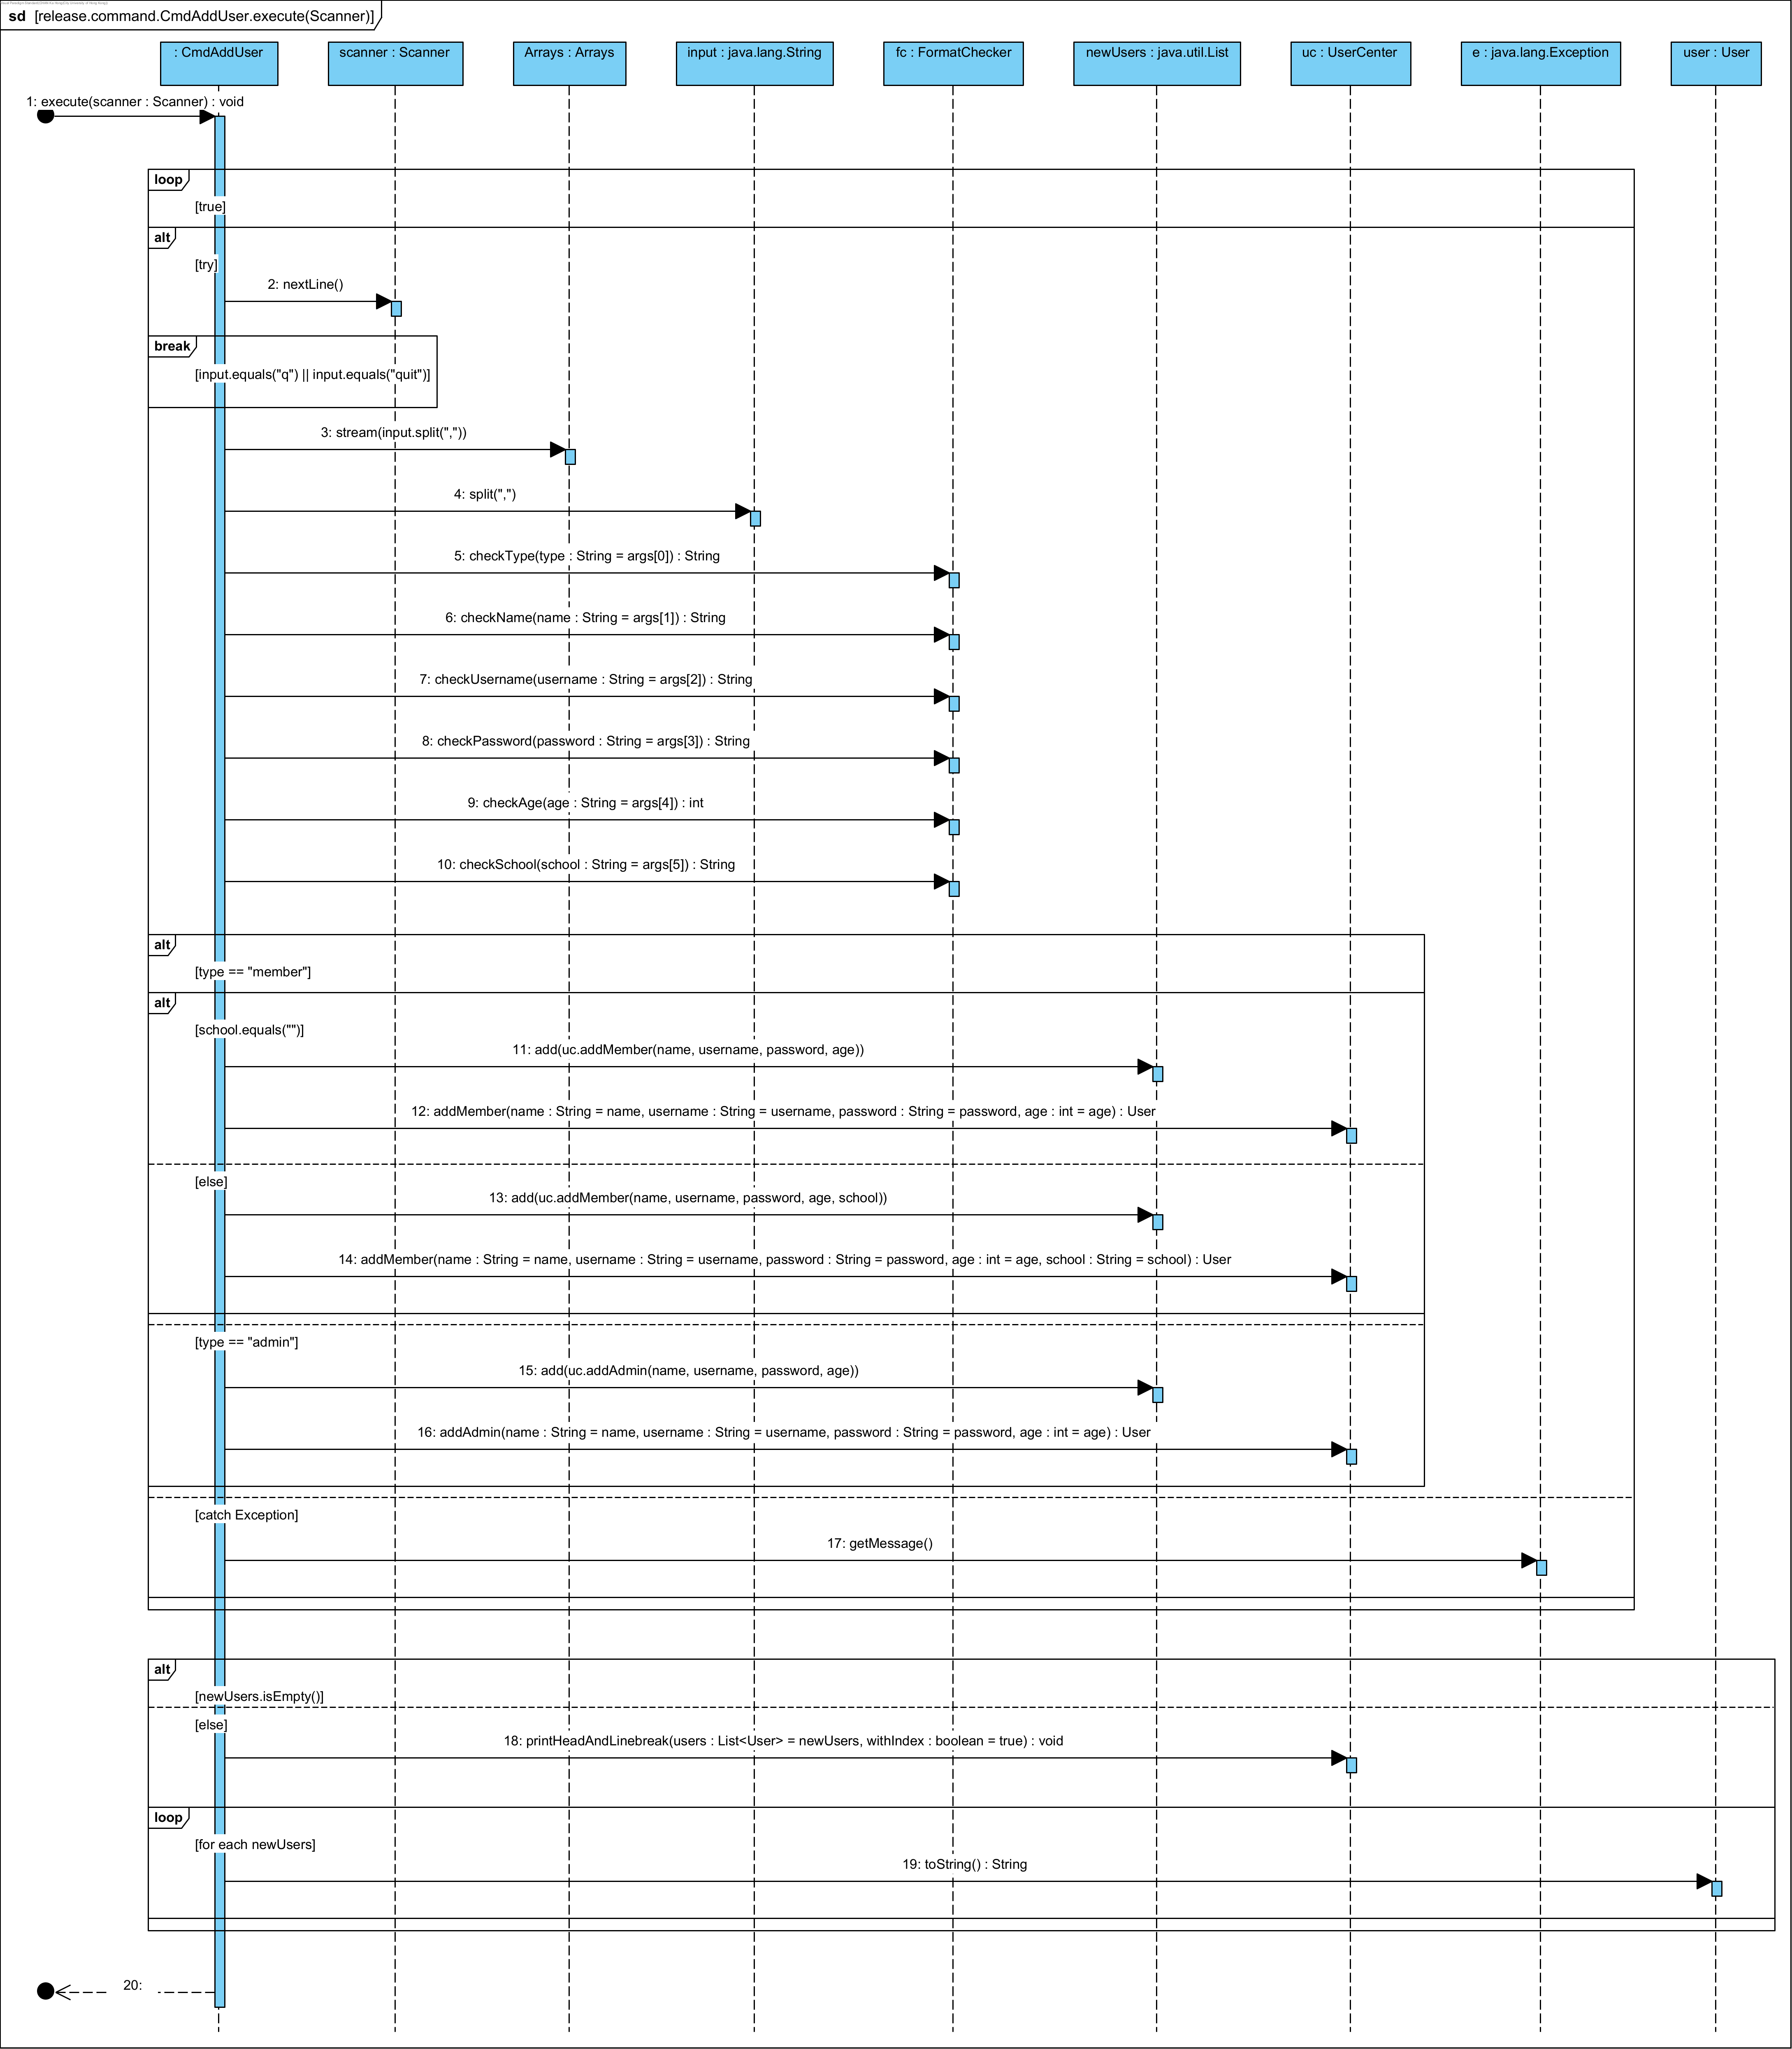 sd [release.command.CmdAddUser.execute(Scanner)]
: CmdAddUser
scanner : Scanner
Arrays : Arrays
input : java.lang.String
fc : FormatChecker
newUsers : java.util.List
uc : UserCenter
e : java.lang.Exception
user : User
1: execute(scanner : Scanner) : void
loop
[true]
alt
[try]
2: nextLine()
break
[input.equals("q") || input.equals("quit")]
3: stream(input.split(","))
4: split(",")
5: checkType(type : String = args[0]) : String
6: checkName(name : String = args[1]) : String
7: checkUsername(username : String = args[2]) : String
8: checkPassword(password : String = args[3]) : String
9: checkAge(age : String = args[4]) : int
10: checkSchool(school : String = args[5]) : String
alt
[type == "member"]
alt
[school.equals("")]
11: add(uc.addMember(name, username, password, age))
12: addMember(name : String = name, username : String = username, password : String = password, age : int = age) : User
[else]
13: add(uc.addMember(name, username, password, age, school))
14: addMember(name : String = name, username : String = username, password : String = password, age : int = age, school : String = school) : User
[type == "admin"]
15: add(uc.addAdmin(name, username, password, age))
16: addAdmin(name : String = name, username : String = username, password : String = password, age : int = age) : User
[catch Exception]
17: getMessage()
alt
[newUsers.isEmpty()]
[else]
18: printHeadAndLinebreak(users : List<User> = newUsers, withIndex : boolean = true) : void
loop
[for each newUsers]
19: toString() : String
20: